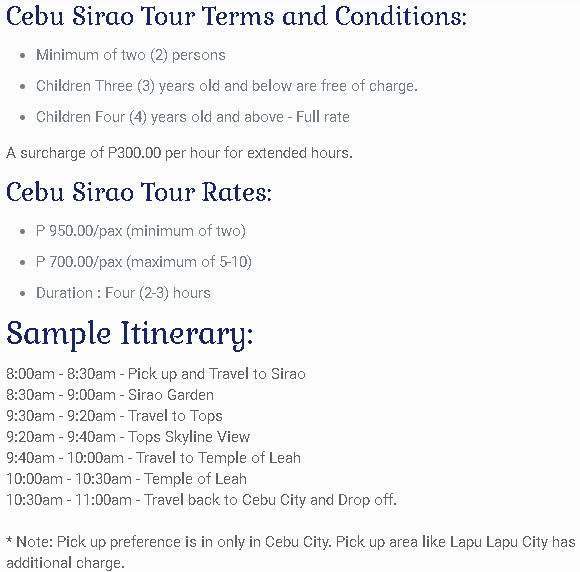 Cebu Sirao Tour Terms and Conditions:
• Minimum of two (2) persons
• Children Three (3) years old and below are free of charge.
• Children Four (4) years old and above - Full rate
A surcharge of P300.00 per hour for extended hours.
Cebu Sirao Tour Rates:
• P 950.00/pax (minimum of two)
• P 700.00/pax (maximum of 5-10)
• Duration : Four (2-3) hours
Sample Itinerary:
8:00am - 8:30am - Pick up and Travel to Sirao
8:30am - 9:00am - Sirao Garden
9:30am - 9:20am - Travel to Tops
9:20am - 9:40am - Tops Skyline View
9:40am - 10:00am - Travel to Temple of Leah
10:00am - 10:30am - Temple of Leah
10:30am - 11:00am - Travel back to Cebu City and Drop off.
* Note: Pick up preference is in only in Cebu City. Pick up area like Lapu Lapu City has
additional charge.